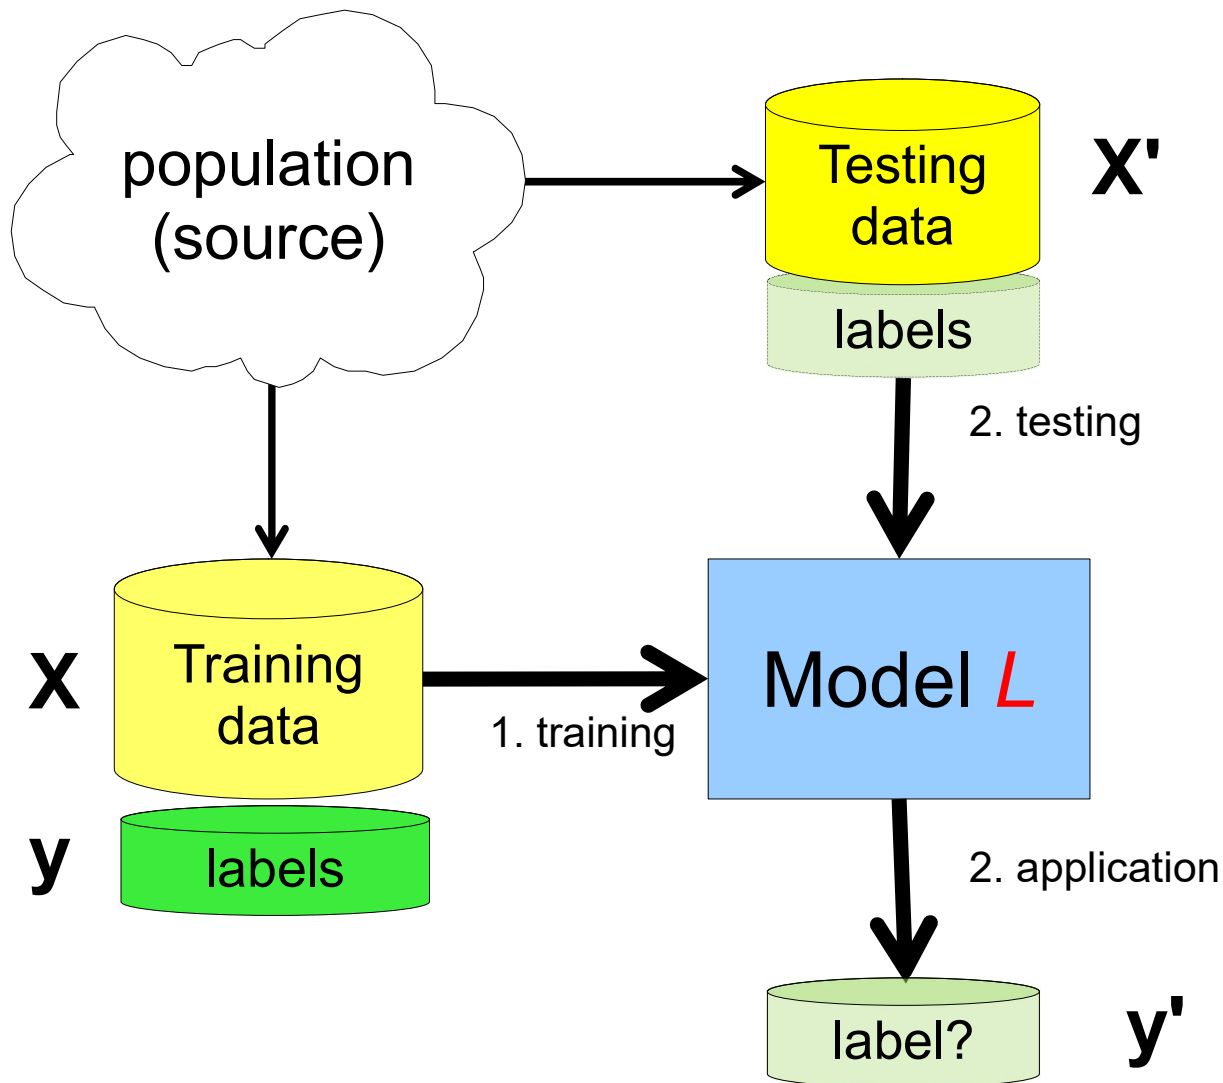 population
(source)
Testing
data
X'
labels
2. testing
X
Training
data
1. training
Model L
y
labels
2. application
label?
y'